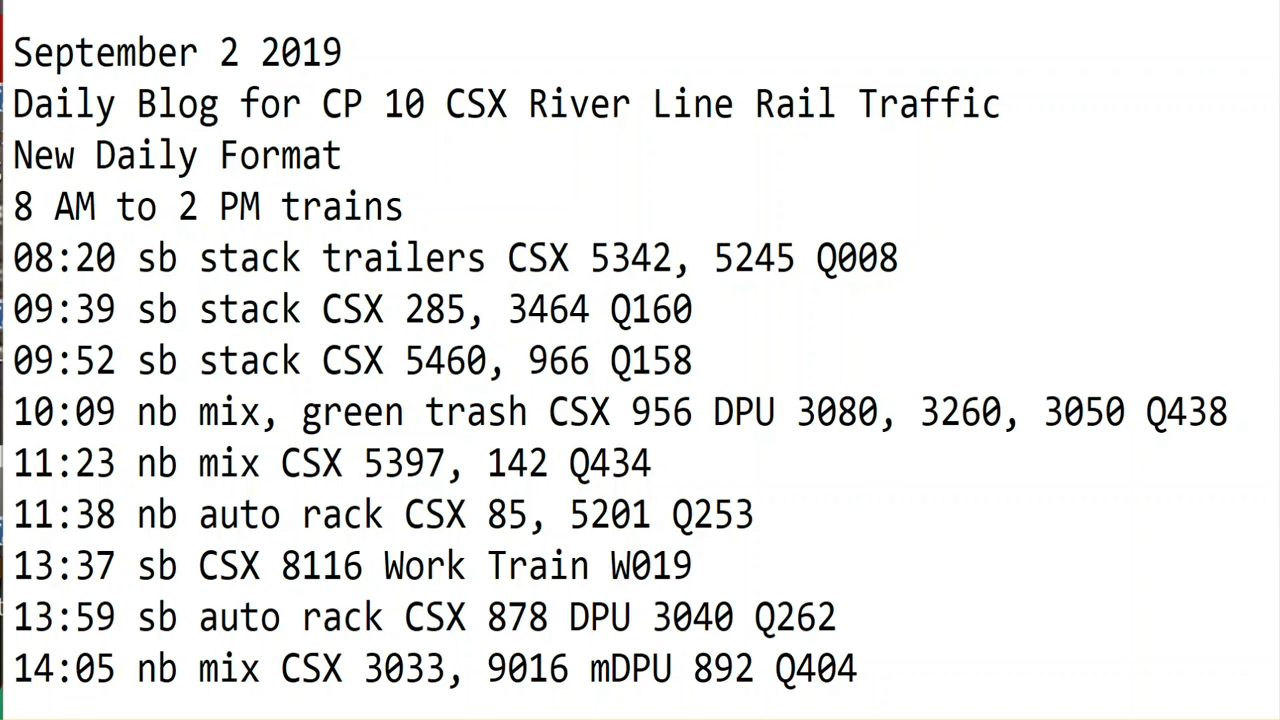 September 2 2019
Daily Blog for CP 10 CSX River Line Rail Traffic
New Daily Format
8 AM to 2 PM trains
08:20 sb stack trailers CSX 5342, 5245 Q008
09:39 sb stack CSX 285, 3464 Q160
09:52 sb stack CSX 5460, 966 Q158
10:09 nb mix, green trash CSX 956 DPU 3080, 3260, 3050 Q438
11:23 nb mix CSX 5397, 142 Q434
11:38 nb auto rack CSX 85, 5201 Q253
13:37 sb CSX 8116 Work Train W019
13:59 sb auto rack CSX 878 DPU 3040 Q262
14:05 nb mix CSX 3033, 9016 mDPU 892 Q404